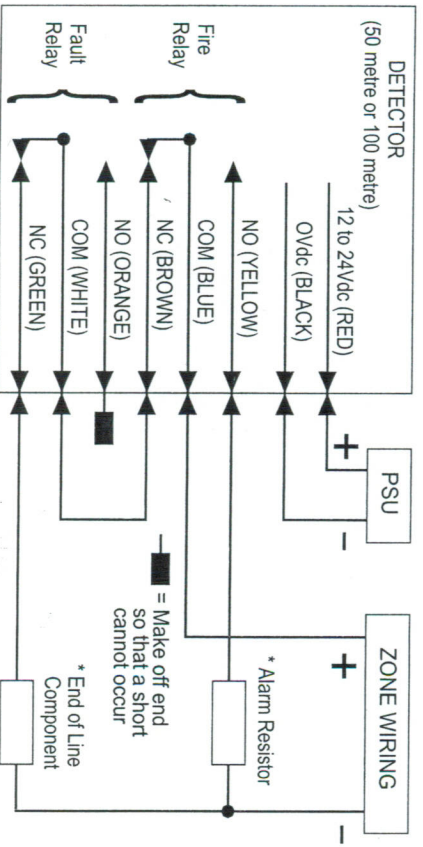 DETECTOR
(50 metre or 100 metre)
12 to 24Vdc (RED)
OVdc (BLACK)
NO (YELLOW)
COM (BLUE)
NC (BROWN)
NO (ORANGE)
COM (WHITE)
NC (GREEN)
Fire
Relay
Fault
Relay
+
PSU
-
+
ZONE WIRING
-
* Alarm Resistor
= Make off end
so that a short
cannot occur
* End of Line
Component